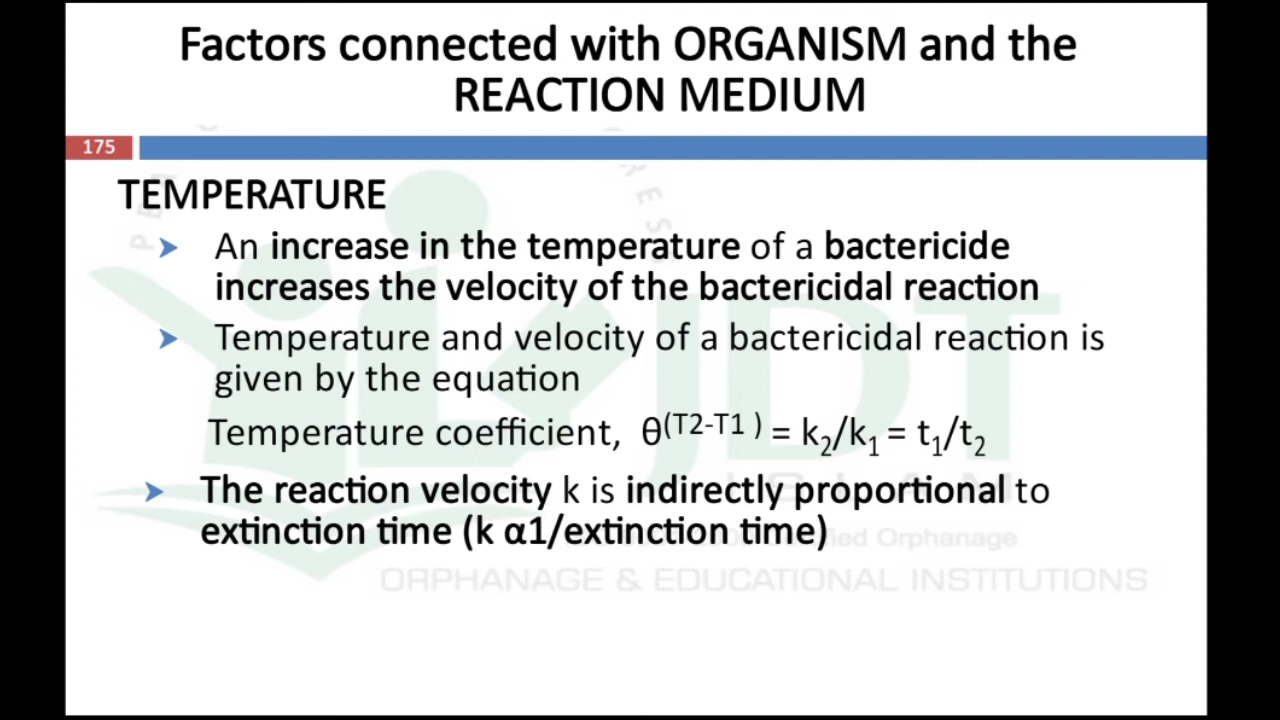 Factors connected with ORGANISM and the
REACTION MEDIUM
175
TEMPERATURE
➤ An increase in the temperature of a bactericide
increases the velocity of the bactericidal reaction
➤ Temperature and velocity of a bactericidal reaction is
given by the equation
Temperature coefficient, θ^(T2-T1 ) = k₂/k₁ = t₁/t₂
➤ The reaction velocity k is indirectly proportional to
extinction time (k α1/extinction time)
JDT
ISLAM
Orphanage
ORPHANAGE & EDUCATIONAL INSTITUTIONS